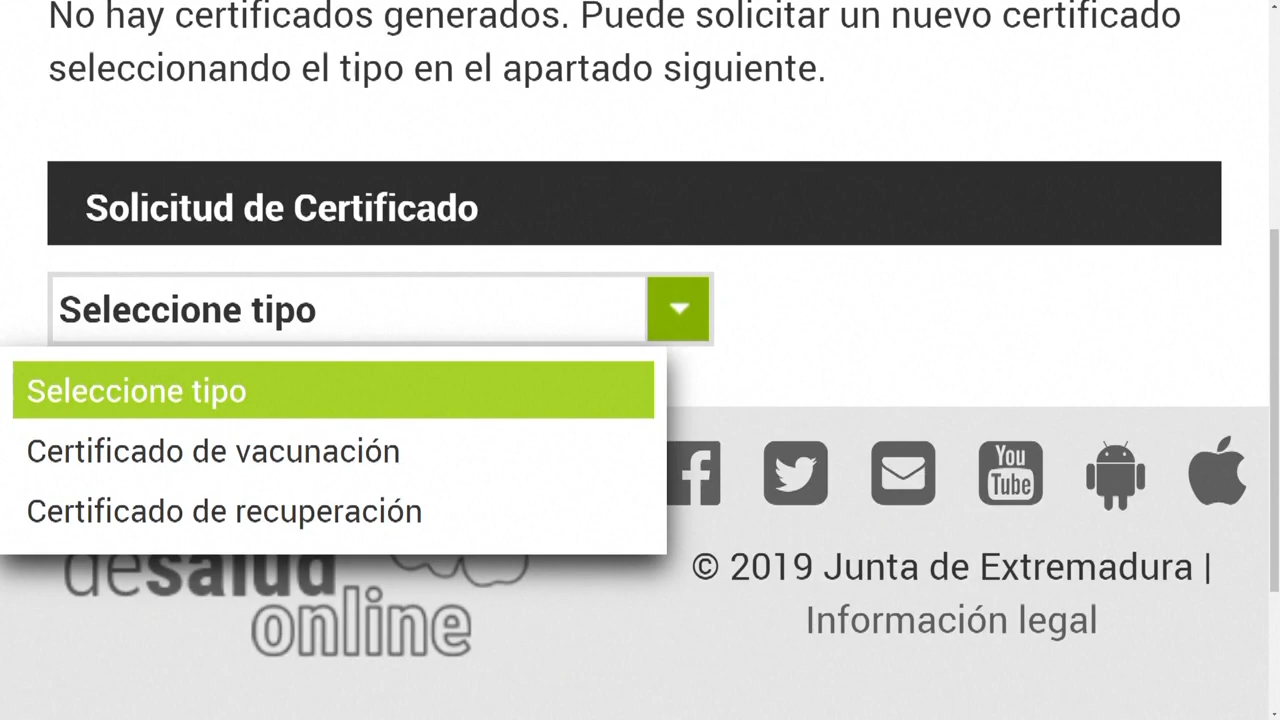 No hay certificados generados. Puede solicitar un nuevo certificado
seleccionando el tipo en el apartado siguiente.
Solicitud de Certificado
Seleccione tipo
Seleccione tipo
Certificado de vacunación
Certificado de recuperación
You
Tube
desalud
online
© 2019 Junta de Extremadura |
Información legal